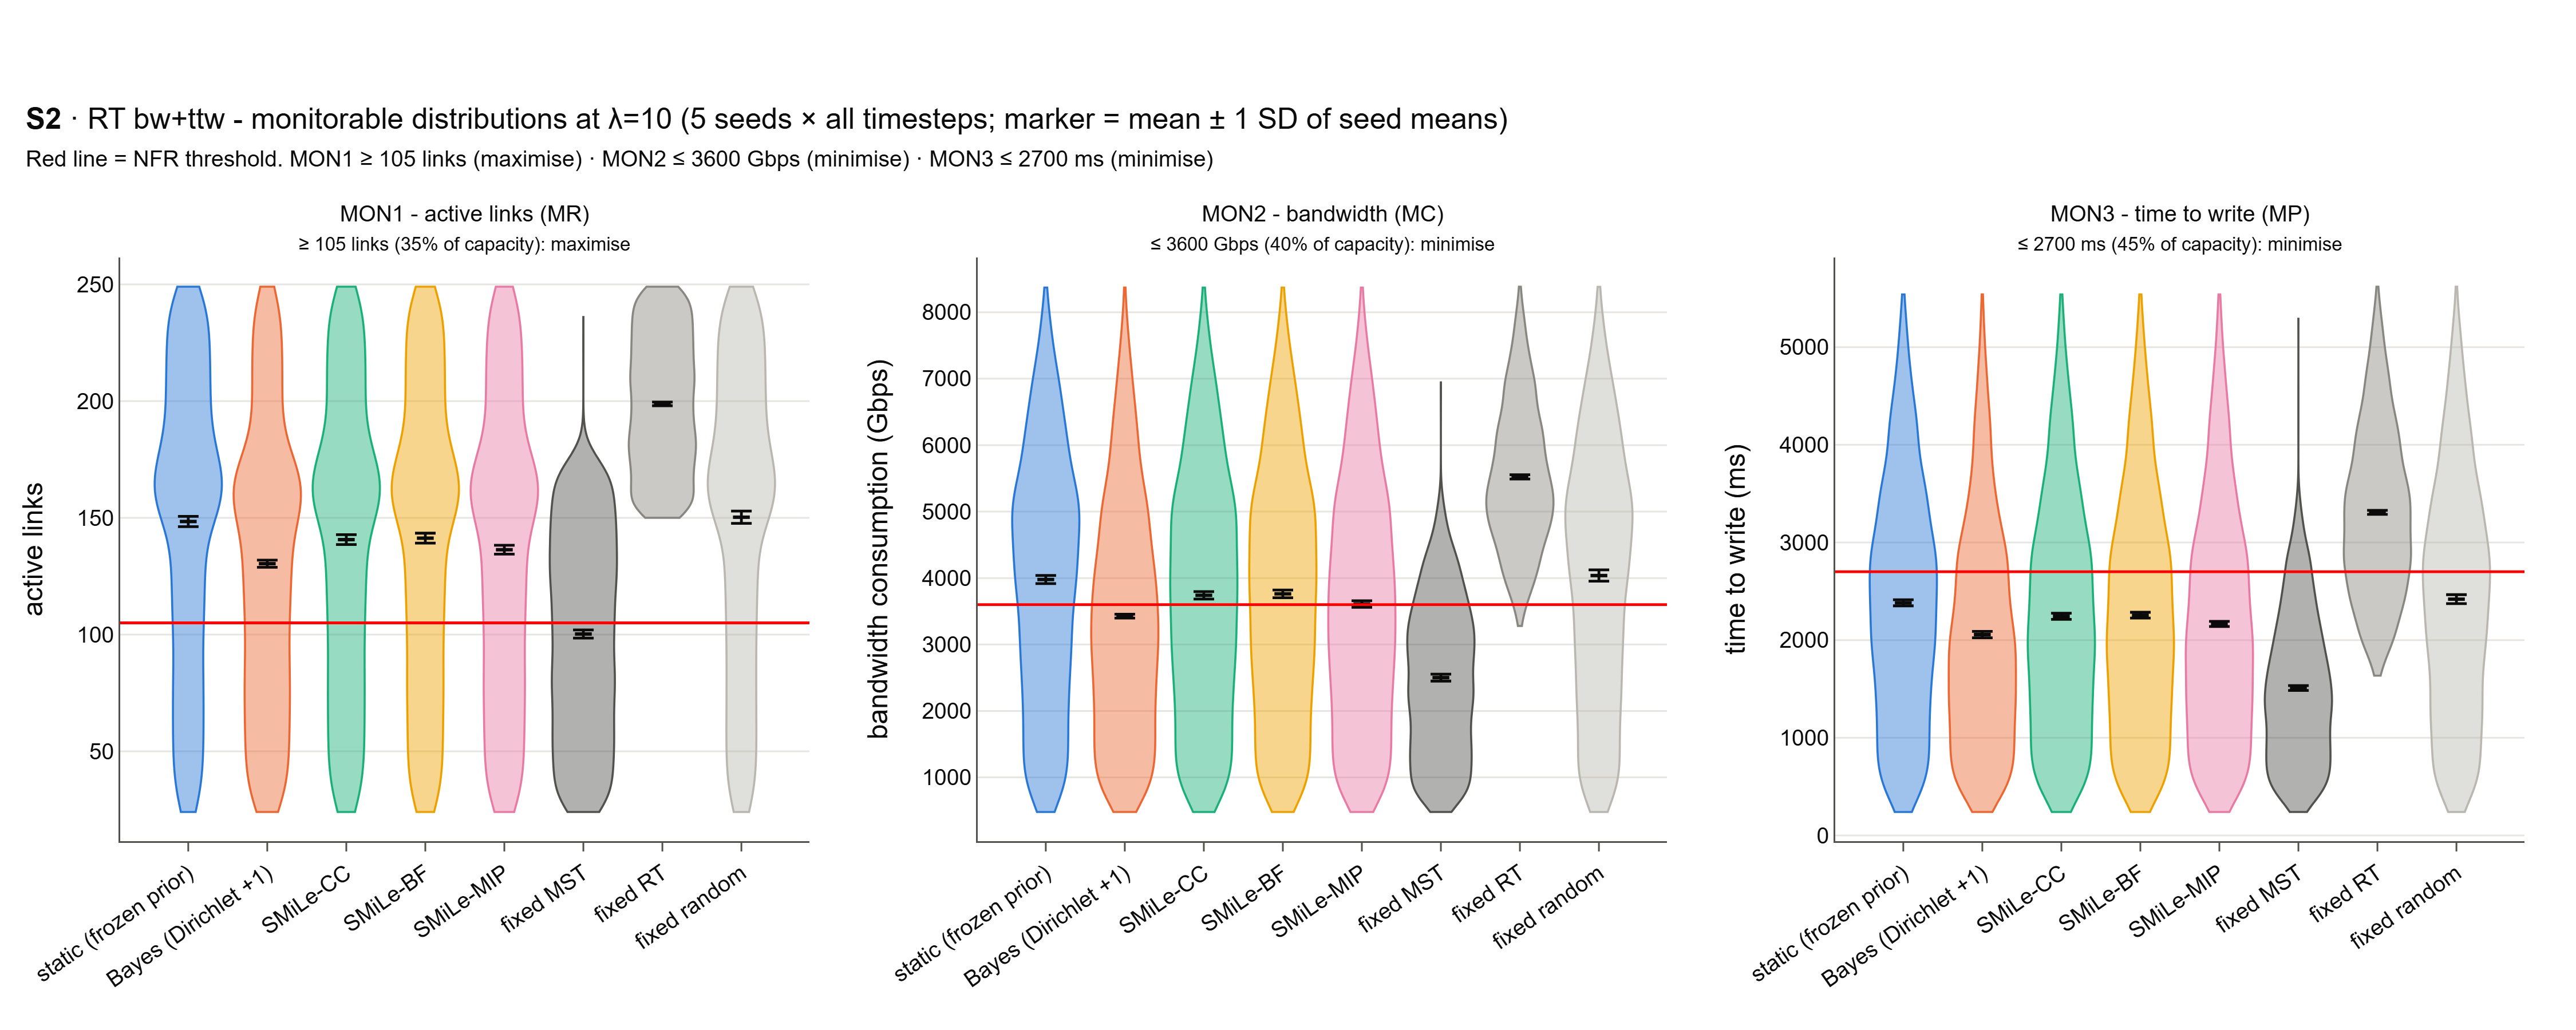 S2 · RT bw+ttw - monitorable distributions at λ=10 (5 seeds × all timesteps; marker = mean ± 1 SD of seed means)
Red line = NFR threshold. MON1 ≥ 105 links (maximise) · MON2 ≤ 3600 Gbps (minimise) · MON3 ≤ 2700 ms (minimise)
MON1 - active links (MR)
≥ 105 links (35% of capacity): maximise
active links
250
200
150
100
50
static (frozen prior)
Bayes (Dirichlet +1)
SMiLe-CC
SMiLe-BF
SMiLe-MIP
fixed MST
fixed RT
fixed random
MON2 - bandwidth (MC)
≤ 3600 Gbps (40% of capacity): minimise
bandwidth consumption (Gbps)
8000
7000
6000
5000
4000
3000
2000
1000
static (frozen prior)
Bayes (Dirichlet +1)
SMiLe-CC
SMiLe-BF
SMiLe-MIP
fixed MST
fixed RT
fixed random
MON3 - time to write (MP)
≤ 2700 ms (45% of capacity): minimise
time to write (ms)
5000
4000
3000
2000
1000
0
static (frozen prior)
Bayes (Dirichlet +1)
SMiLe-CC
SMiLe-BF
SMiLe-MIP
fixed MST
fixed RT
fixed random